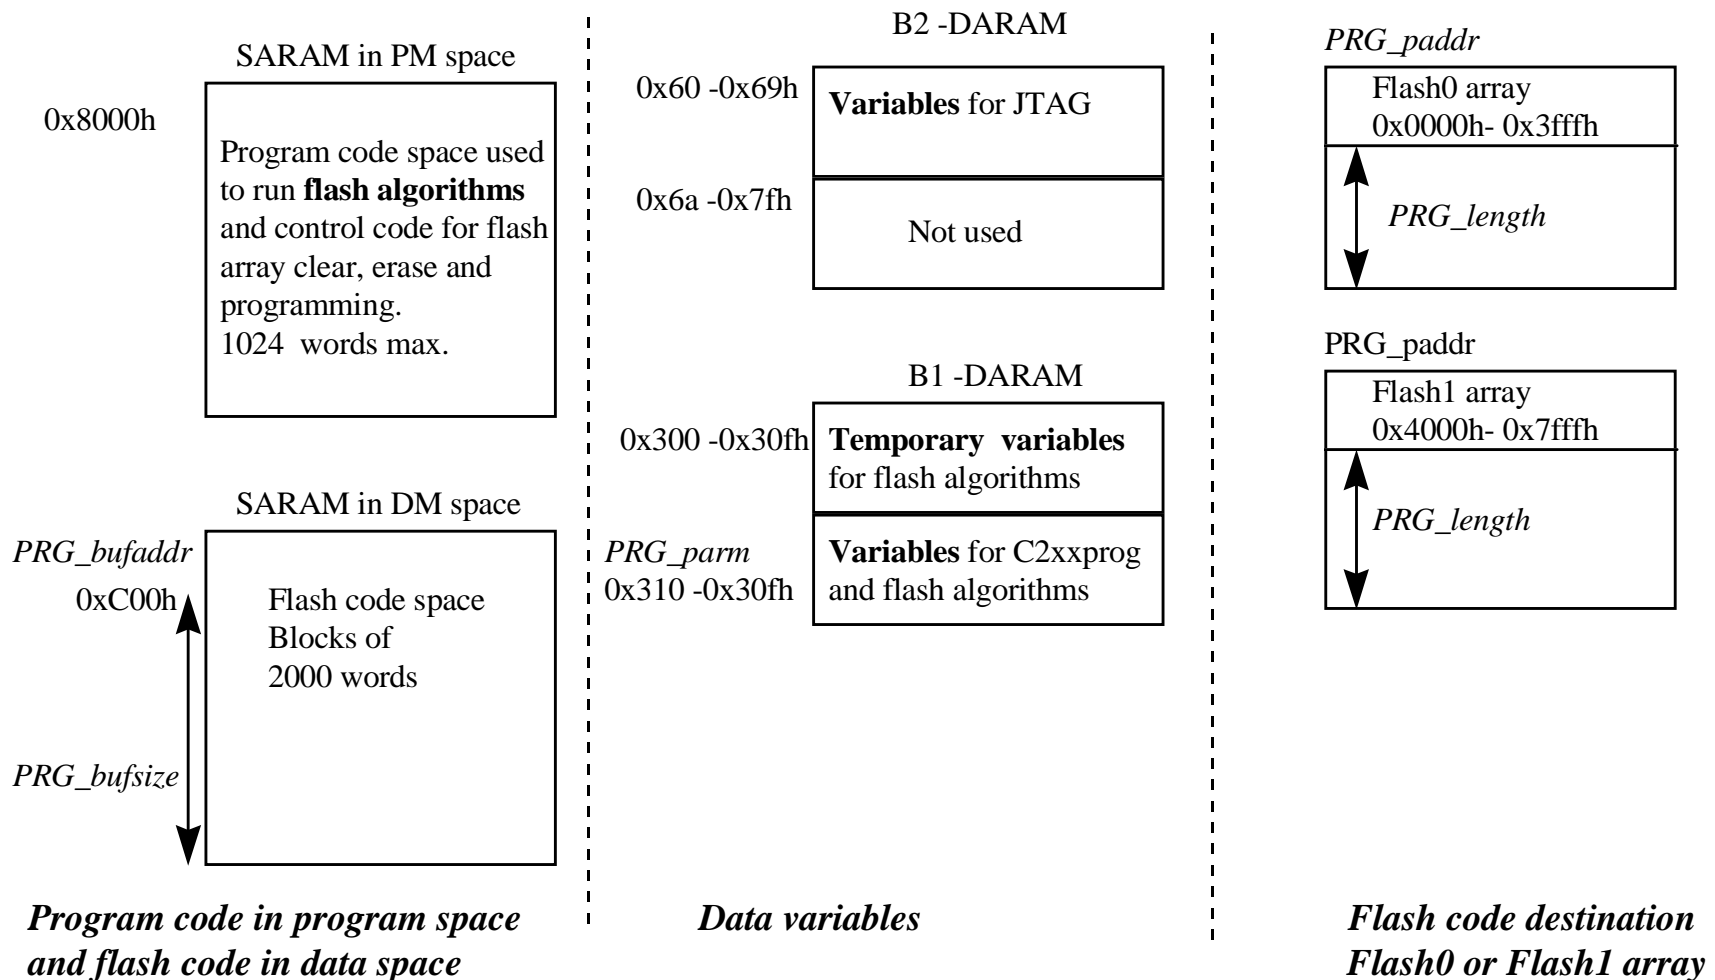 SARAM in PM space
0x8000h
Program code space used
to run flash algorithms
and control code for flash
array clear, erase and
programming.
1024 words max.
SARAM in DM space
PRG_bufaddr
0xC00h
Flash code space
Blocks of
2000 words
PRG_bufsize
Program code in program space
and flash code in data space
B2 -DARAM
0x60 -0x69h
Variables for JTAG
0x6a -0x7fh
Not used
B1 -DARAM
0x300 -0x30fh
Temporary variables
for flash algorithms
PRG_parm
0x310 -0x30fh
Variables for C2xxprog
and flash algorithms
Data variables
PRG_paddr
Flash0 array
0x0000h- 0x3fffh
PRG_length
PRG_paddr
Flash1 array
0x4000h- 0x7fffh
PRG_length
Flash code destination
Flash0 or Flash1 array